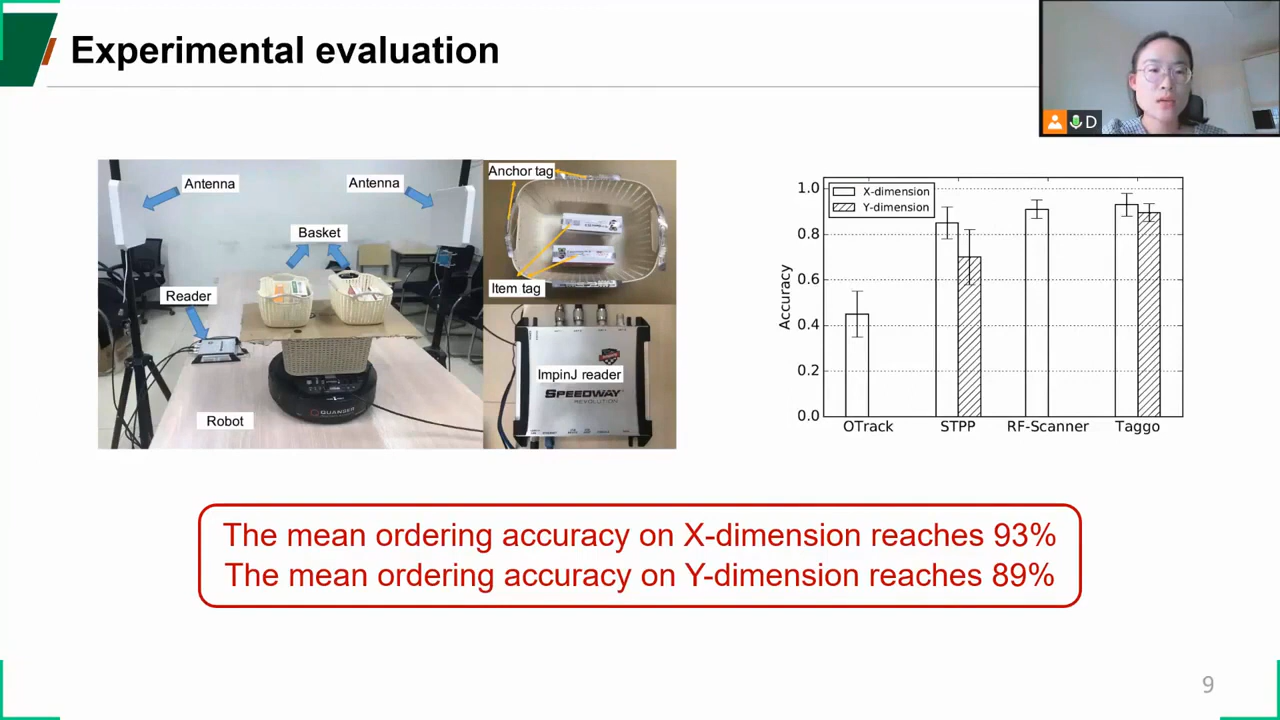 Experimental evaluation
D
Antenna
Antenna
Basket
Reader
Robot
QUANSER
Anchor tag
Item tag
ImpinJ reader
SPEEDWAY
REVOLUTION
X-dimension
Y-dimension
Accuracy
1.0
0.8
0.6
0.4
0.2
0.0
OTrack STPP RF-Scanner Taggo
The mean ordering accuracy on X-dimension reaches 93%
The mean ordering accuracy on Y-dimension reaches 89%
9